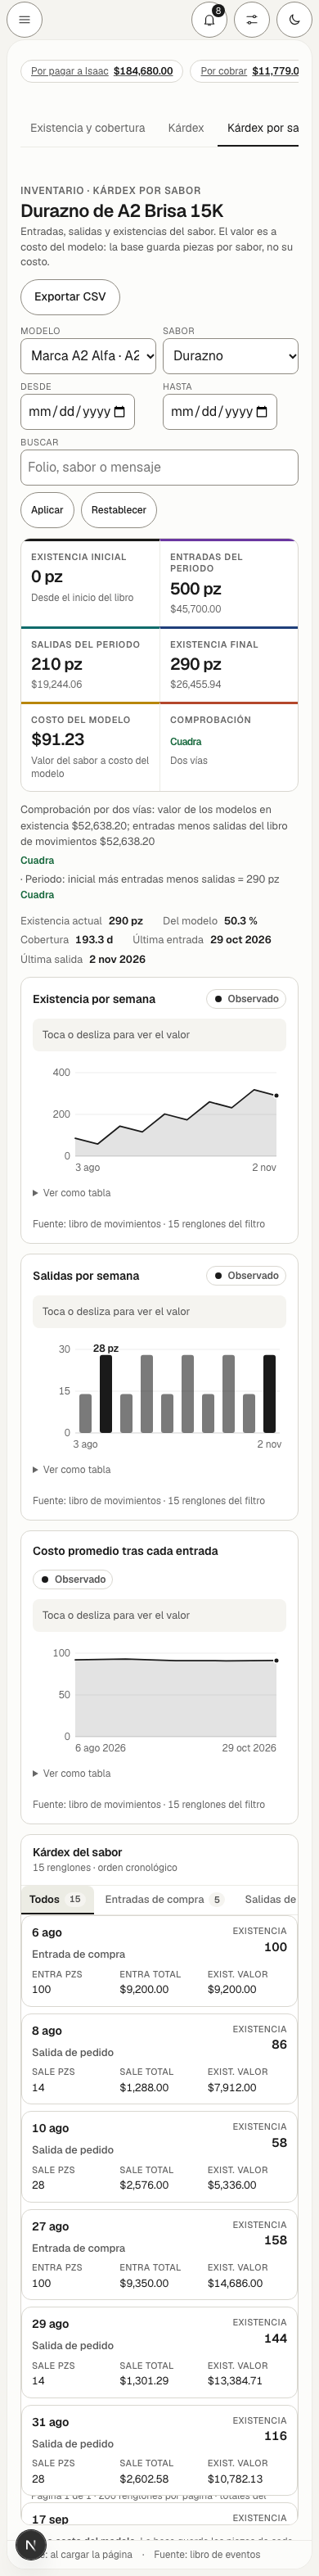 8
Por pagar a Isaac $184,680.00 Por cobrar $11,779.0
Existencia y cobertura Kárdex Kárdex por sa
INVENTARIO · KÁRDEX POR SABOR
Durazno de A2 Brisa 15K
Entradas, salidas y existencias del sabor. El valor es a
costo del modelo: la base guarda piezas por sabor, no su
costo.
Exportar CSV
MODELO SABOR
Marca A2 Alfa · A2 Durazno
DESDE HASTA
mm/dd/yyyy mm/dd/yyyy
BUSCAR
Folio, sabor o mensaje
Aplicar Restablecer
EXISTENCIA INICIAL
0 pz
Desde el inicio del libro
ENTRADAS DEL
PERIODO
500 pz
$45,700.00
SALIDAS DEL PERIODO
210 pz
$19,244.06
EXISTENCIA FINAL
290 pz
$26,455.94
COSTO DEL MODELO
$91.23
Valor del sabor a costo del
modelo
COMPROBACIÓN
Cuadra
Dos vías
Comprobación por dos vías: valor de los modelos en
existencia $52,638.20; entradas menos salidas del libro
de movimientos $52,638.20
Cuadra
· Periodo: inicial más entradas menos salidas = 290 pz
Cuadra
Existencia actual 290 pz Del modelo 50.3 %
Cobertura 193.3 d Última entrada 29 oct 2026
Última salida 2 nov 2026
Existencia por semana Observado
Toca o desliza para ver el valor
400
200
0
3 ago 2 nov
Ver como tabla
Fuente: libro de movimientos · 15 renglones del filtro
Salidas por semana Observado
Toca o desliza para ver el valor
30 28 pz
15
0
3 ago 2 nov
Ver como tabla
Fuente: libro de movimientos · 15 renglones del filtro
Costo promedio tras cada entrada
Observado
Toca o desliza para ver el valor
100
50
0
6 ago 2026 29 oct 2026
Ver como tabla
Fuente: libro de movimientos · 15 renglones del filtro
Kárdex del sabor
15 renglones · orden cronológico
Todos 15 Entradas de compra 5 Salidas de
6 ago EXISTENCIA
Entrada de compra 100
ENTRA PZS ENTRA TOTAL EXIST. VALOR
100 $9,200.00 $9,200.00
8 ago EXISTENCIA
Salida de pedido 86
SALE PZS SALE TOTAL EXIST. VALOR
14 $1,288.00 $7,912.00
10 ago EXISTENCIA
Salida de pedido 58
SALE PZS SALE TOTAL EXIST. VALOR
28 $2,576.00 $5,336.00
27 ago EXISTENCIA
Entrada de compra 158
ENTRA PZS ENTRA TOTAL EXIST. VALOR
100 $9,350.00 $14,686.00
29 ago EXISTENCIA
Salida de pedido 144
SALE PZS SALE TOTAL EXIST. VALOR
14 $1,301.29 $13,384.71
31 ago EXISTENCIA
Salida de pedido 116
SALE PZS SALE TOTAL EXIST. VALOR
28 $2,602.58 $10,782.13
Página 1 de 1 · 200 renglones por página · totales del
17 sep EXISTENCIA
N al cargar la página · Fuente: libro de eventos